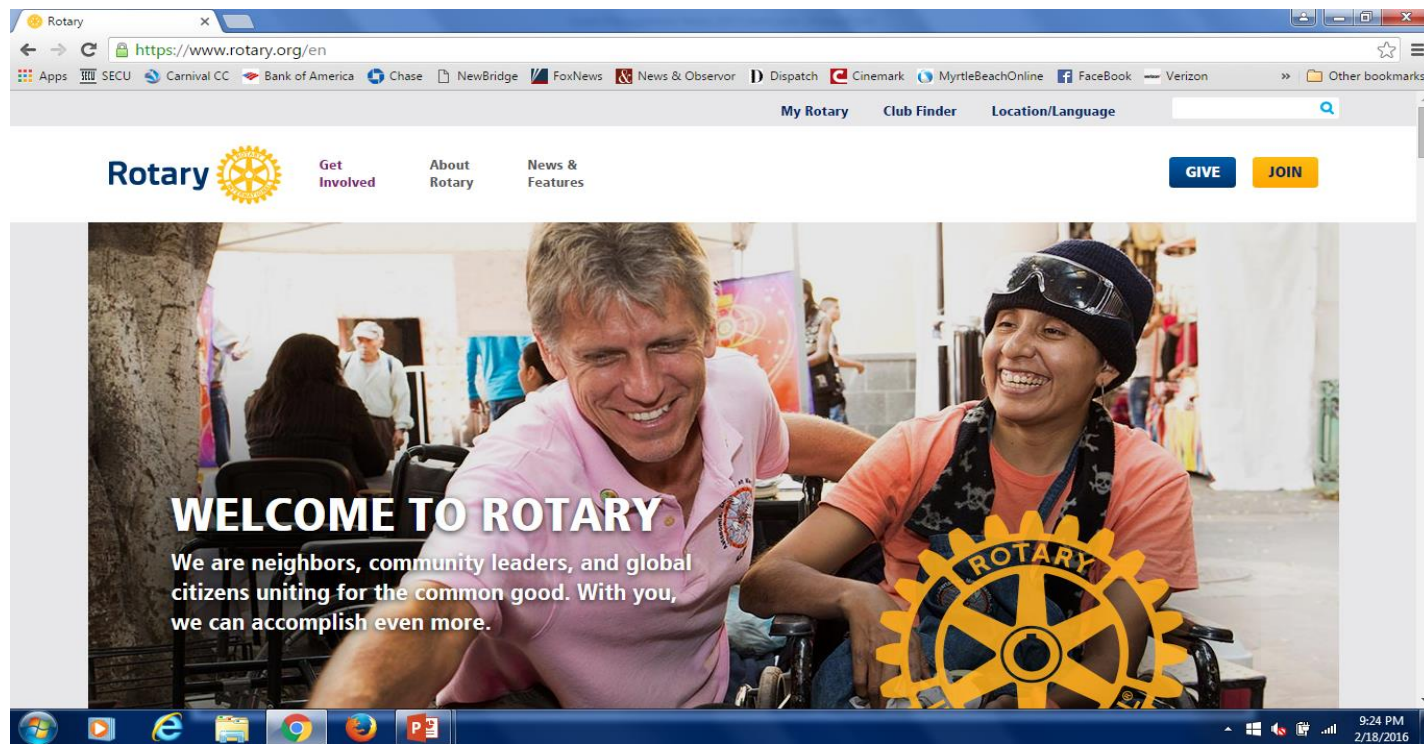 Rotary
https://www.rotary.org/en
Apps SECU Carnival CC Bank of America Chase NewBridge FoxNews News & Observor Dispatch Cinemark MyrtleBeachOnline FaceBook Verizon » Other bookmarks
My Rotary Club Finder Location/Language
Rotary
Get Involved
About Rotary
News & Features
GIVE JOIN
WELCOME TO ROTARY
We are neighbors, community leaders, and global
citizens uniting for the common good. With you,
we can accomplish even more.
ROTARY
9:24 PM
2/18/2016